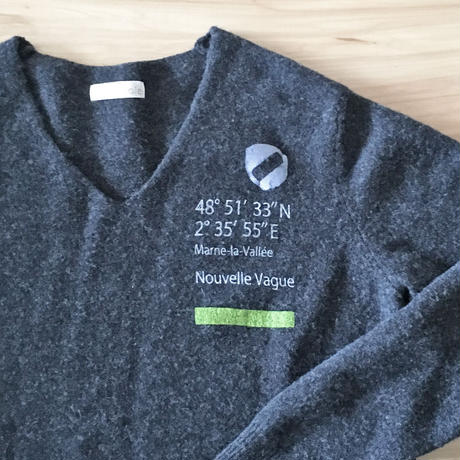 48° 51′ 33″N
2° 35′ 55″E
Marne-la-Vallée
Nouvelle Vague